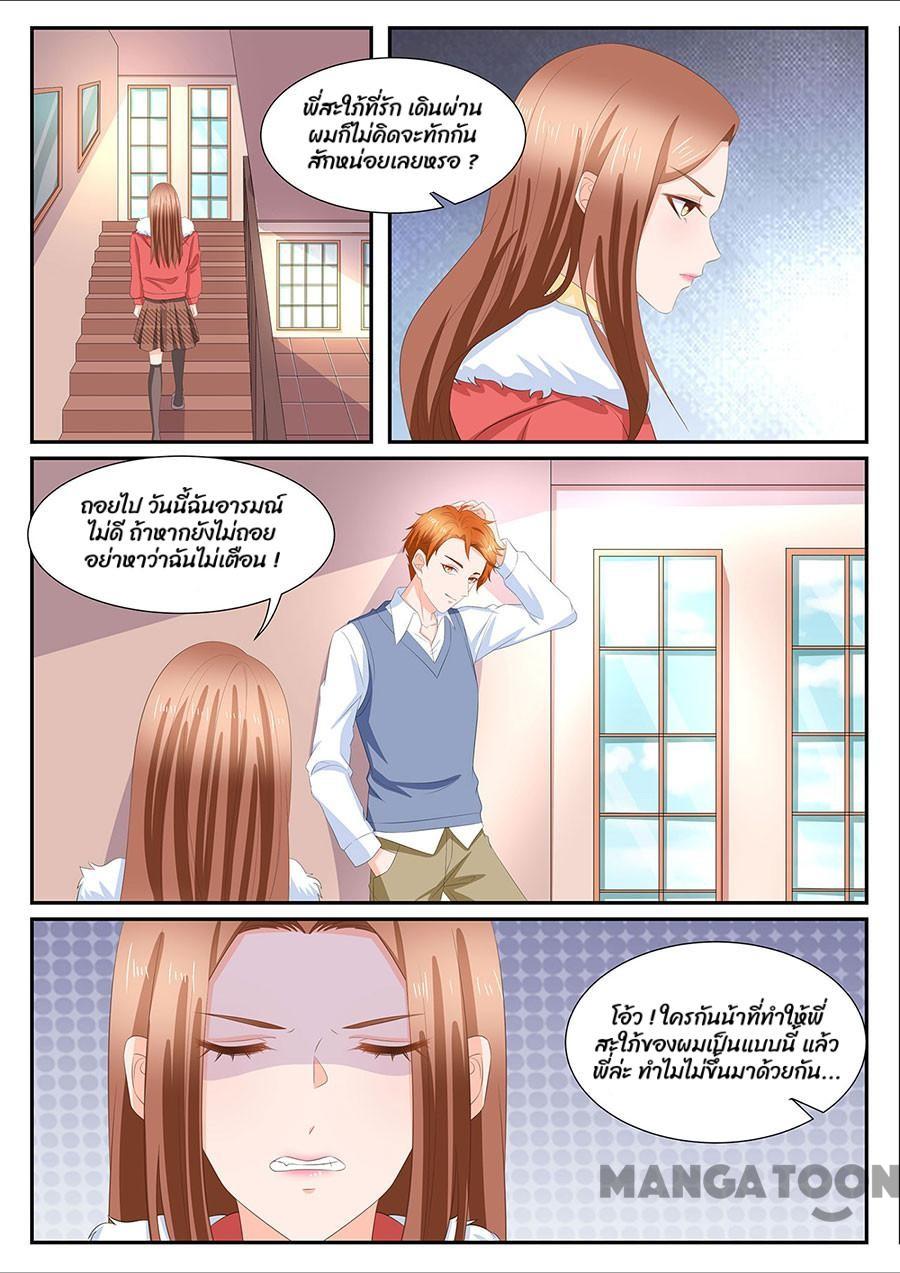 พี่สะใภ้ที่รัก เดินผ่าน
ผมก็ไม่คิดจะทักกัน
สักหน่อยเลยหรอ ?
ถอยไป วันนี้ฉันอารมณ์
ไม่ดี ถ้าหากยังไม่ถอย
อย่าหาว่าฉันไม่เตือน !
โอ้ว ! ใครกันน้าที่ทำให้พี่
สะใภ้ของผมเป็นแบบนี้ แล้ว
พี่ล่ะ ทำไมไม่ขึ้นมาด้วยกัน...
MANGATOON